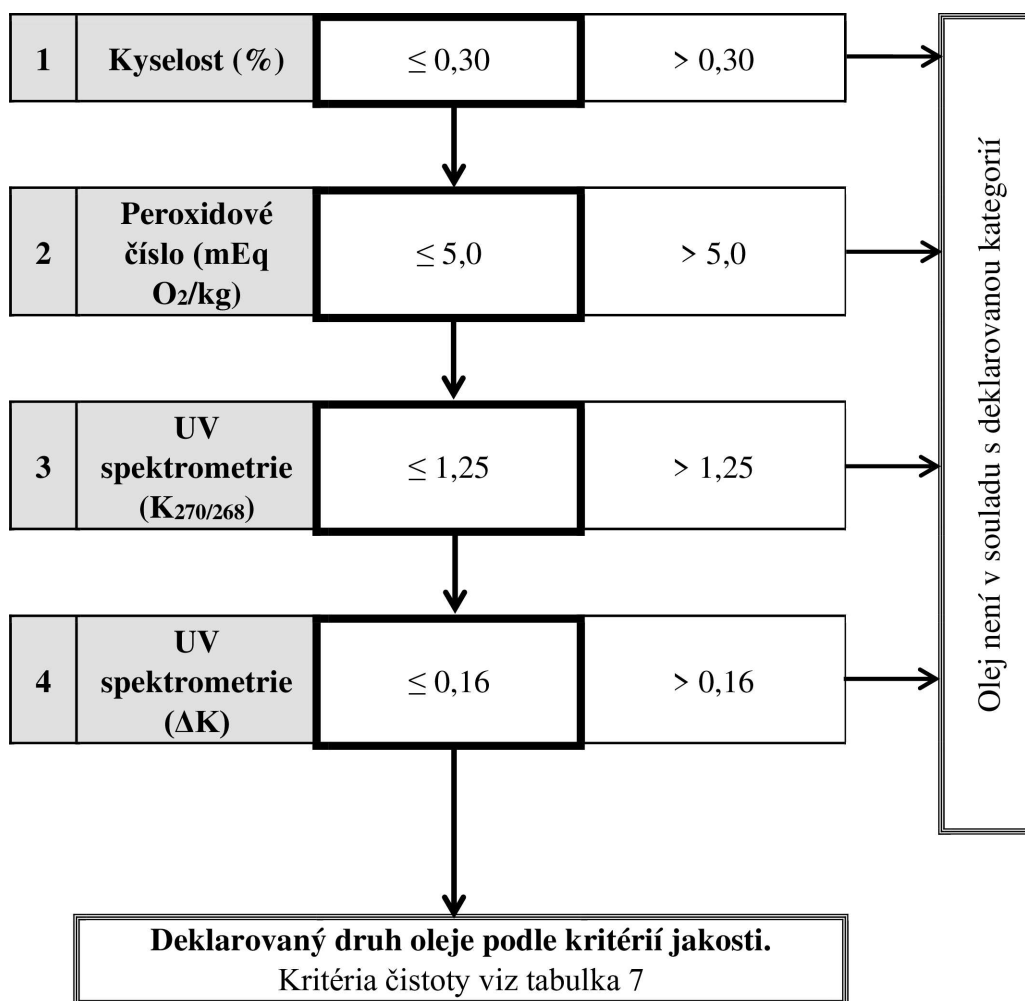 1 Kyselost (%) ≤ 0,30 > 0,30
2 Peroxidové číslo (mEq O2/kg) ≤ 5,0 > 5,0
3 UV spektrometrie (K270/268) ≤ 1,25 > 1,25
4 UV spektrometrie (ΔK) ≤ 0,16 > 0,16
Olej není v souladu s deklarovanou kategorií
Deklarovaný druh oleje podle kritérií jakosti.
Kritéria čistoty viz tabulka 7